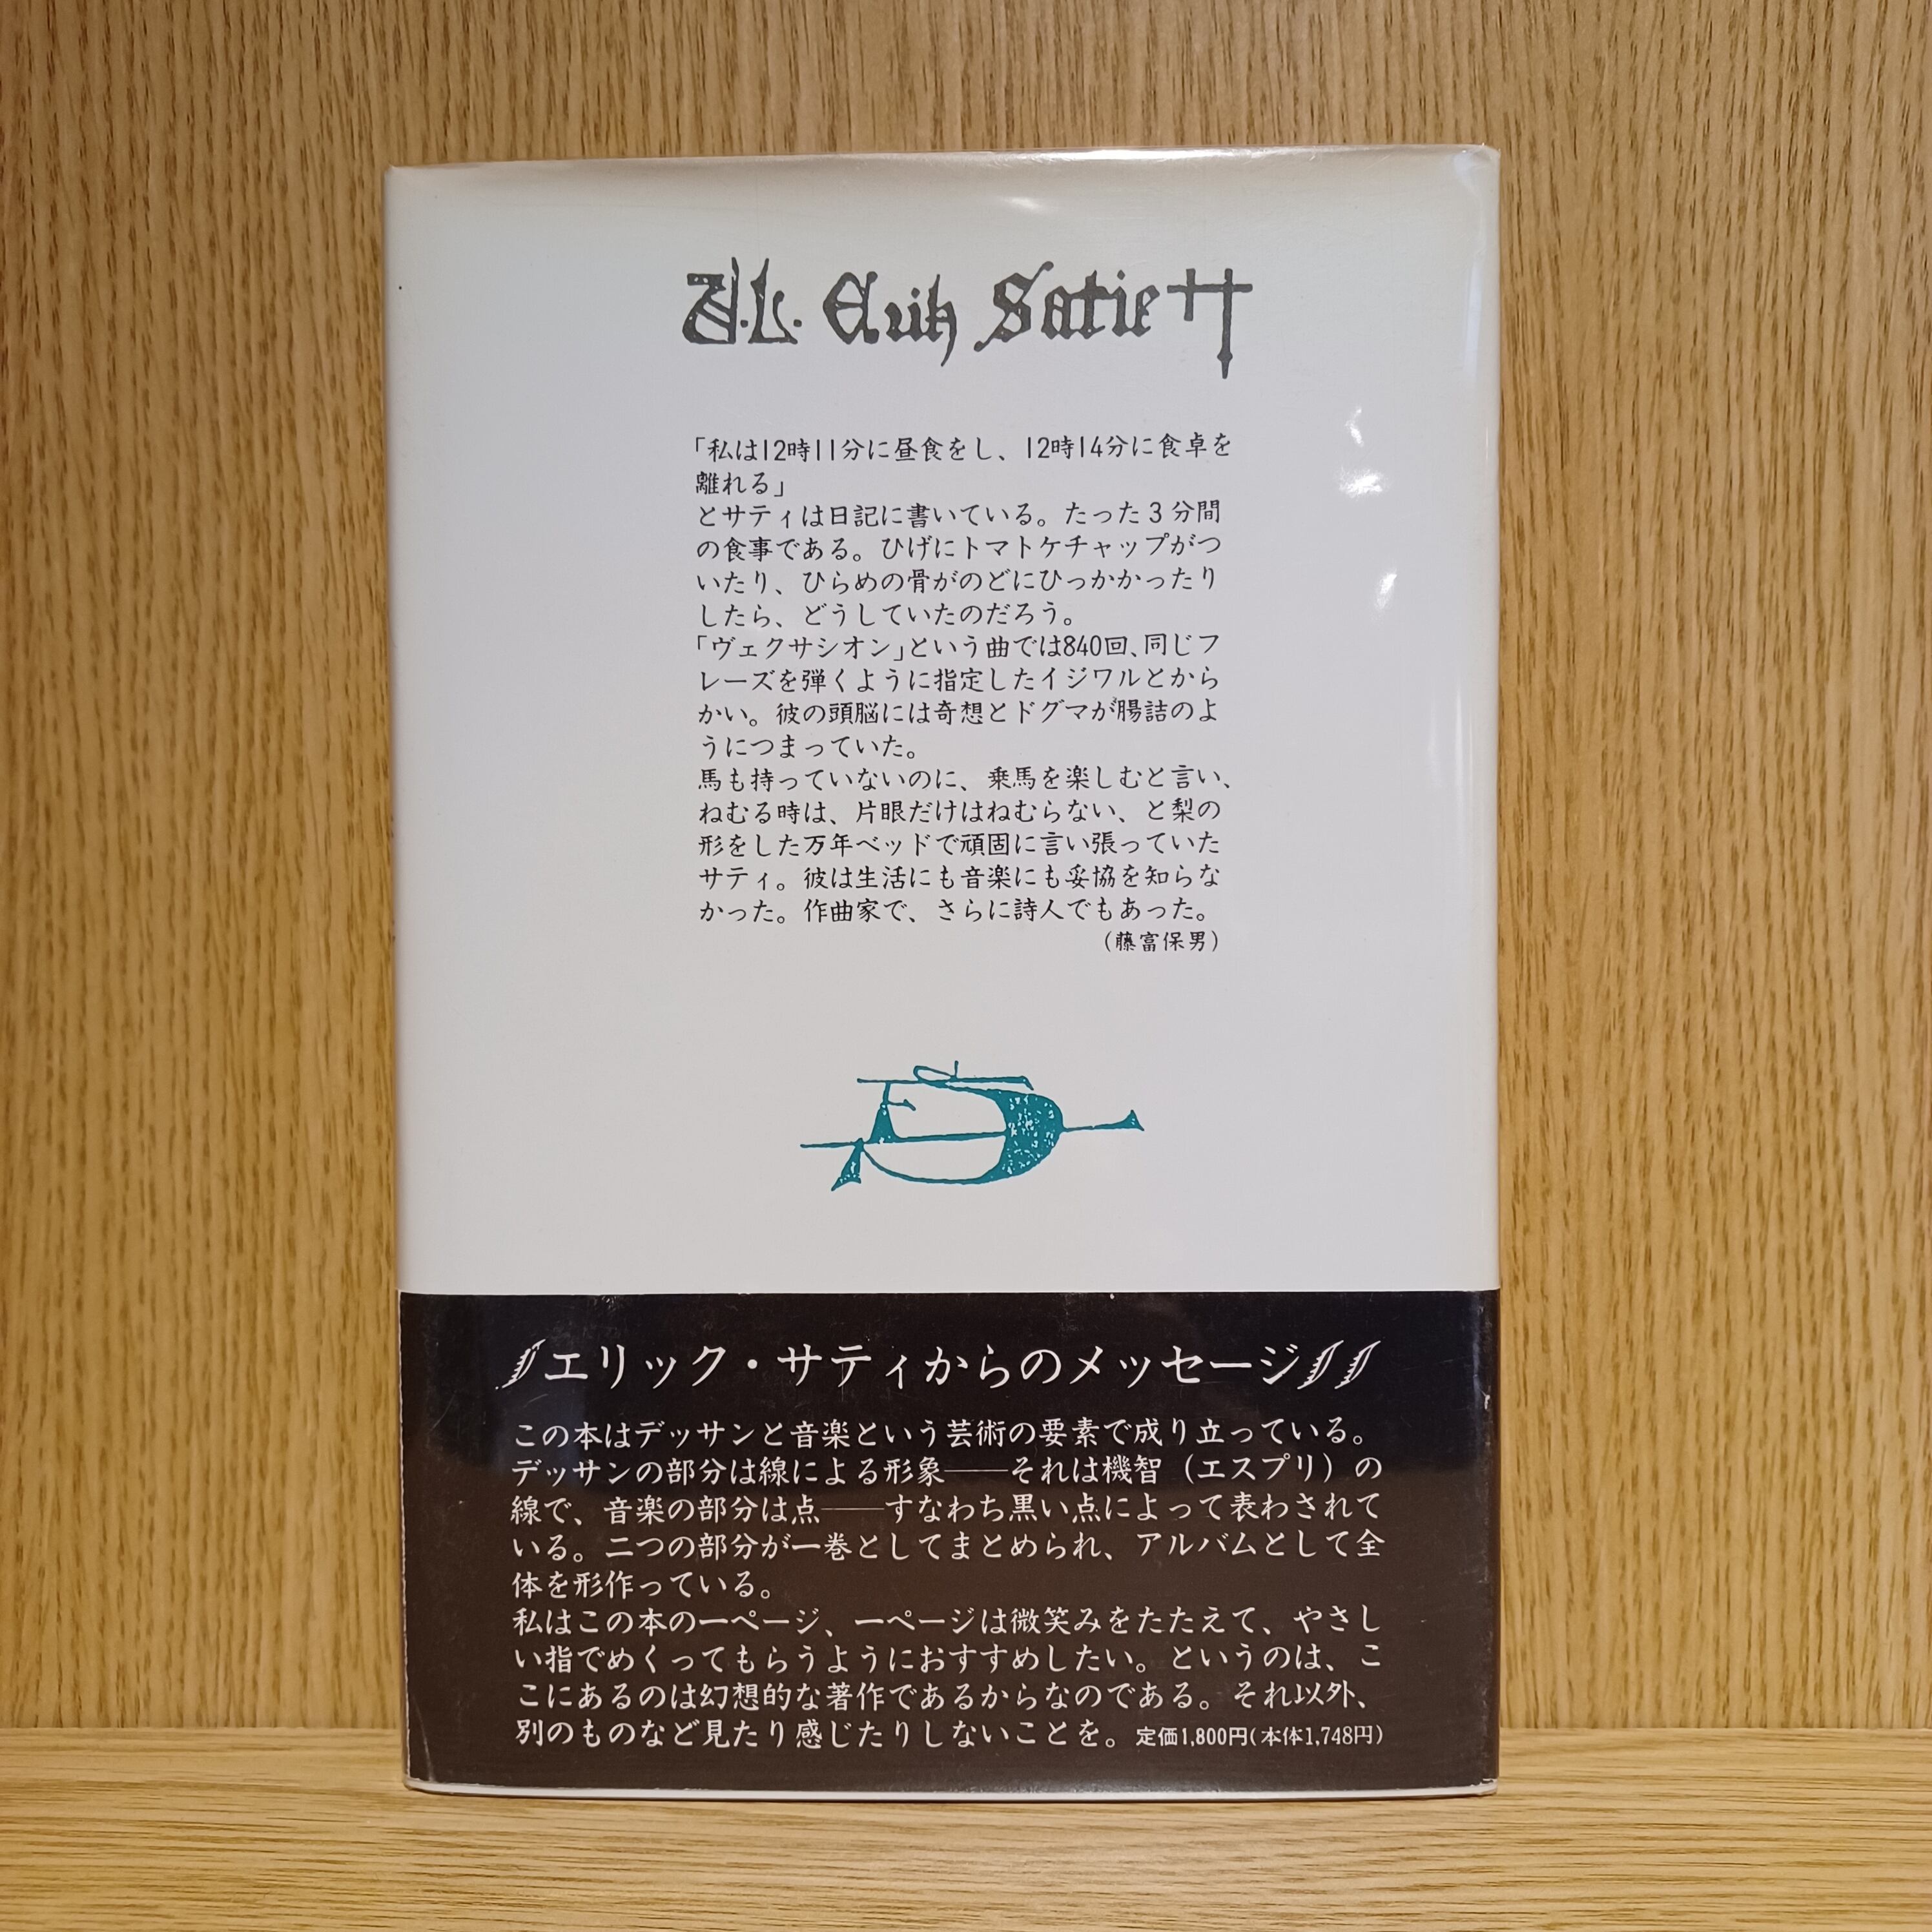 Erik Satie
「私は12時11分に昼食をし、12時14分に食卓を
離れる」
とサティは日記に書いている。たった3分間
の食事である。ひげにトマトケチャップがつ
いたり、ひらめの骨がのどにひっかかったり
したら、どうしていたのだろう。
「ヴェクサシオン」という曲では840回、同じフ
レーズを弾くように指定したイジワルとから
かい。彼の頭脳には奇想とドグマが腸詰のよ
うにつまっていた。
馬も持っていないのに、乗馬を楽しむと言い、
ねむる時は、片眼だけはねむらない、と梨の
形をした万年ベッドで頑固に言い張っていた
サティ。彼は生活にも音楽にも妥協を知らな
かった。作曲家で、さらに詩人でもあった。
(藤富保男)
エリック・サティからのメッセージ
この本はデッサンと音楽という芸術の要素で成り立っている。
デッサンの部分は線による形象──それは機智（エスプリ）の
線で、音楽の部分は点──すなわち黒い点によって表わされて
いる。二つの部分が一巻としてまとめられ、アルバムとして全
体を形作っている。
私はこの本の一ページ、一ページは微笑みをたたえて、やさし
い指でめくってもらうようにおすすめしたい。というのは、こ
こにあるのは幻想的な著作であるからなのである。それ以外、
別のものなど見たり感じたりしないことを。定価1,800円(本体1,748円)